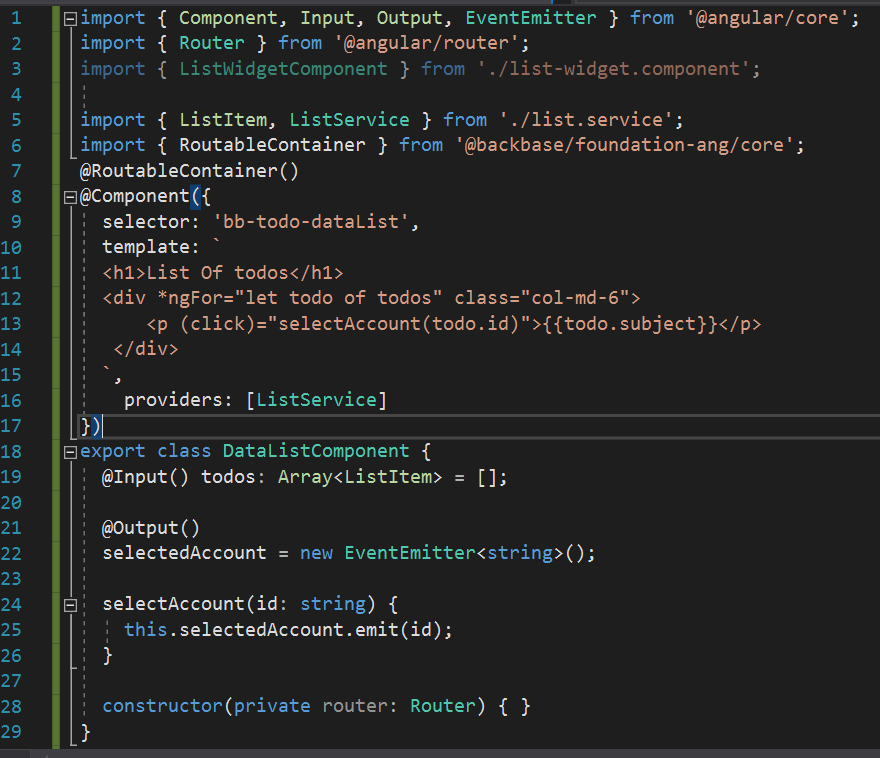 1 import { Component, Input, Output, EventEmitter } from '@angular/core';
2 import { Router } from '@angular/router';
3 import { ListWidgetComponent } from './list-widget.component';
4
5 import { ListItem, ListService } from './list.service';
6 import { RoutableContainer } from '@backbase/foundation-ang/core';
7 @RoutableContainer()
8 @Component({
9   selector: 'bb-todo-dataList',
10   template: `
11   <h1>List Of todos</h1>
12   <div *ngFor="let todo of todos" class="col-md-6">
13       <p (click)="selectAccount(todo.id)">{{todo.subject}}</p>
14    </div>
15   `,
16     providers: [ListService]
17 })
18 export class DataListComponent {
19   @Input() todos: Array<ListItem> = [];
20
21   @Output()
22   selectedAccount = new EventEmitter<string>();
23
24   selectAccount(id: string) {
25     this.selectedAccount.emit(id);
26   }
27
28   constructor(private router: Router) { }
29 }